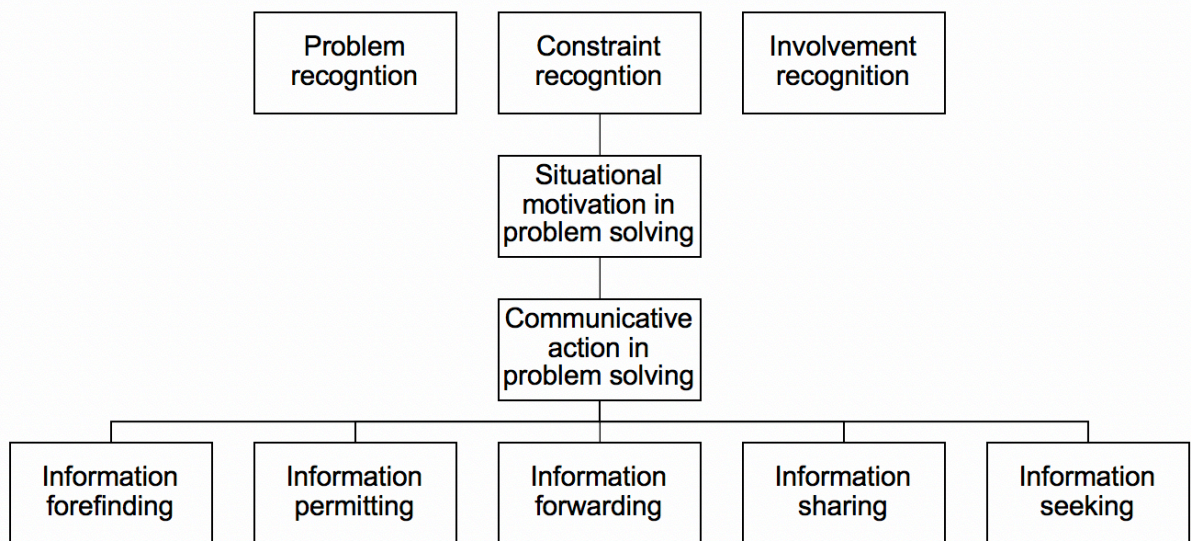 Problem
recogntion
Constraint
recogntion
Involvement
recognition
Situational
motivation in
problem solving
Communicative
action in
problem solving
Information
forefinding
Information
permitting
Information
forwarding
Information
sharing
Information
seeking